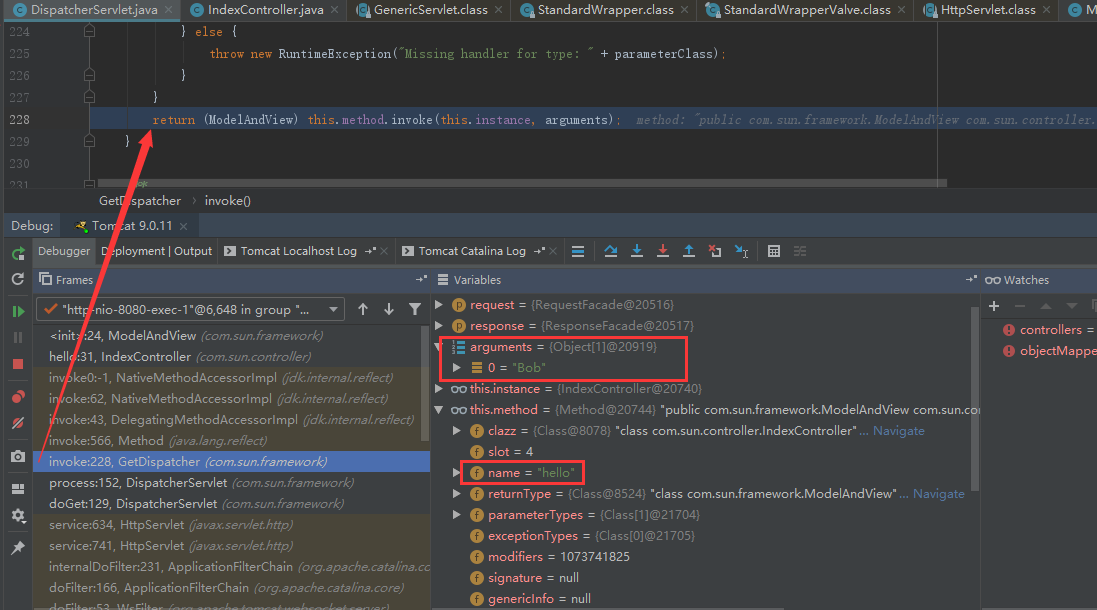 DispatcherServlet.java × IndexController.java × GenericServlet.class × StandardWrapper.class × StandardWrapperValve.class × HttpServlet.class × M
224 } else {
225 throw new RuntimeException("Missing handler for type: " + parameterClass);
226 }
227 }
228 return (ModelAndView) this.method.invoke(this.instance, arguments); method: "public com.sun.framework.ModelAndView com.sun.controller.
229 }
230
231
GetDispatcher › invoke()
Debug: Tomcat 9.0.11 ×
Debugger Deployment | Output Tomcat Localhost Log →* × Tomcat Catalina Log →* ×
Frames →* Variables →* Watches
"http-nio-8080-exec-1"@6,648 in group "...
<init>:24, ModelAndView (com.sun.framework)
hello:31, IndexController (com.sun.controller)
invoke0:-1, NativeMethodAccessorImpl (jdk.internal.reflect)
invoke:62, NativeMethodAccessorImpl (jdk.internal.reflect)
invoke:43, DelegatingMethodAccessorImpl (jdk.internal.reflect)
invoke:566, Method (java.lang.reflect)
invoke:228, GetDispatcher (com.sun.framework)
process:152, DispatcherServlet (com.sun.framework)
doGet:129, DispatcherServlet (com.sun.framework)
service:634, HttpServlet (javax.servlet.http)
service:741, HttpServlet (javax.servlet.http)
internalDoFilter:231, ApplicationFilterChain (org.apache.catalina.co
doFilter:166, ApplicationFilterChain (org.apache.catalina.core)
doFilter:53, WsFilter (org.apache.tomcat.websocket.server)
request = {RequestFacade@20516}
response = {ResponseFacade@20517}
arguments = {Object[1]@20919}
0 = "Bob"
this.instance = {IndexController@20740}
this.method = {Method@20744} "public com.sun.framework.ModelAndView com.sun.co
clazz = {Class@8078} "class com.sun.controller.IndexController"... Navigate
slot = 4
name = "hello"
returnType = {Class@8524} "class com.sun.framework.ModelAndView"... Navigate
parameterTypes = {Class[1]@21704}
exceptionTypes = {Class[0]@21705}
modifiers = 1073741825
signature = null
genericInfo = null
controllers =
objectMappe